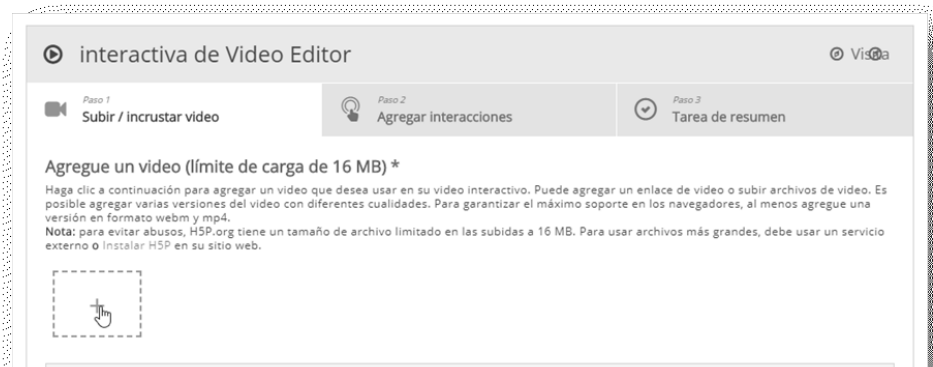 interactiva de Video Editor
Paso 1
Subir / incrustar video
Paso 2
Agregar interacciones
Paso 3
Tarea de resumen
Agregue un video (límite de carga de 16 MB) *
Haga clic a continuación para agregar un video que desea usar en su video interactivo. Puede agregar un enlace de video o subir archivos de video. Es
posible agregar varias versiones del video con diferentes cualidades. Para garantizar el máximo soporte en los navegadores, al menos agregue una
versión en formato webm y mp4.
Nota: para evitar abusos, H5P.org tiene un tamaño de archivo limitado en las subidas a 16 MB. Para usar archivos más grandes, debe usar un servicio
externo o Instalar H5P en su sitio web.